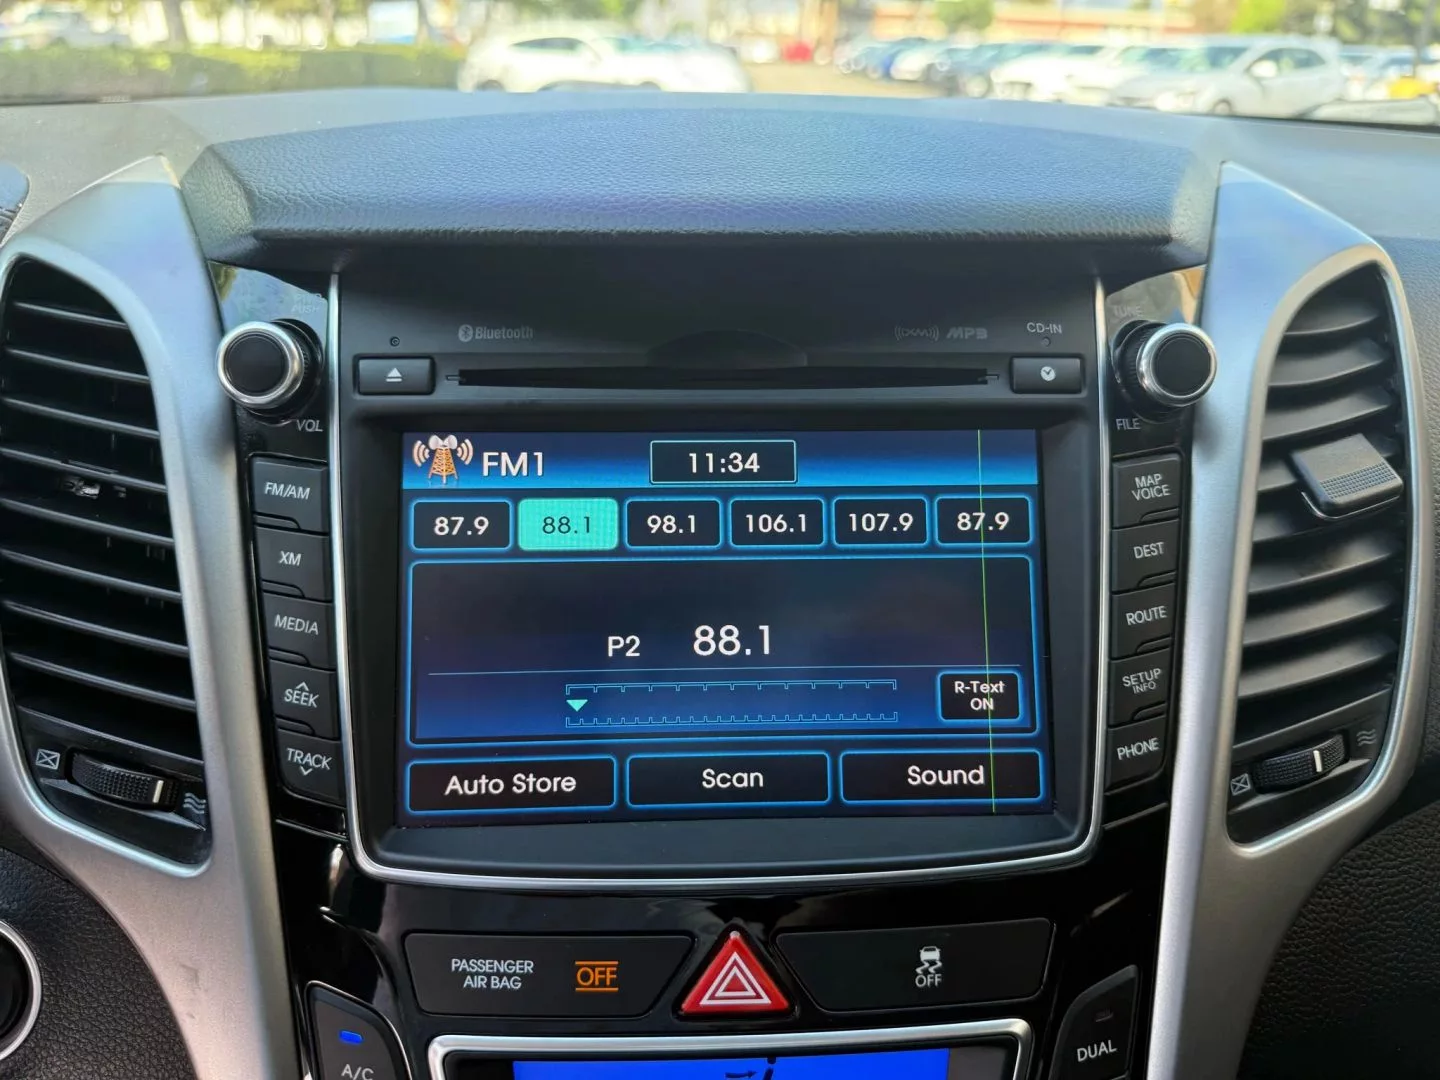 PUSH
VOL
Bluetooth
MP3
CD-IN
TUNE
FILE
FM/AM
XM
MEDIA
SEEK
TRACK
FM1
11:34
87.9
88.1
98.1
106.1
107.9
87.9
P2
88.1
R-Text
ON
Auto Store
Scan
Sound
MAP
VOICE
DEST
ROUTE
SETUP
INFO
PHONE
PASSENGER
AIR BAG
OFF
OFF
A/C
DUAL